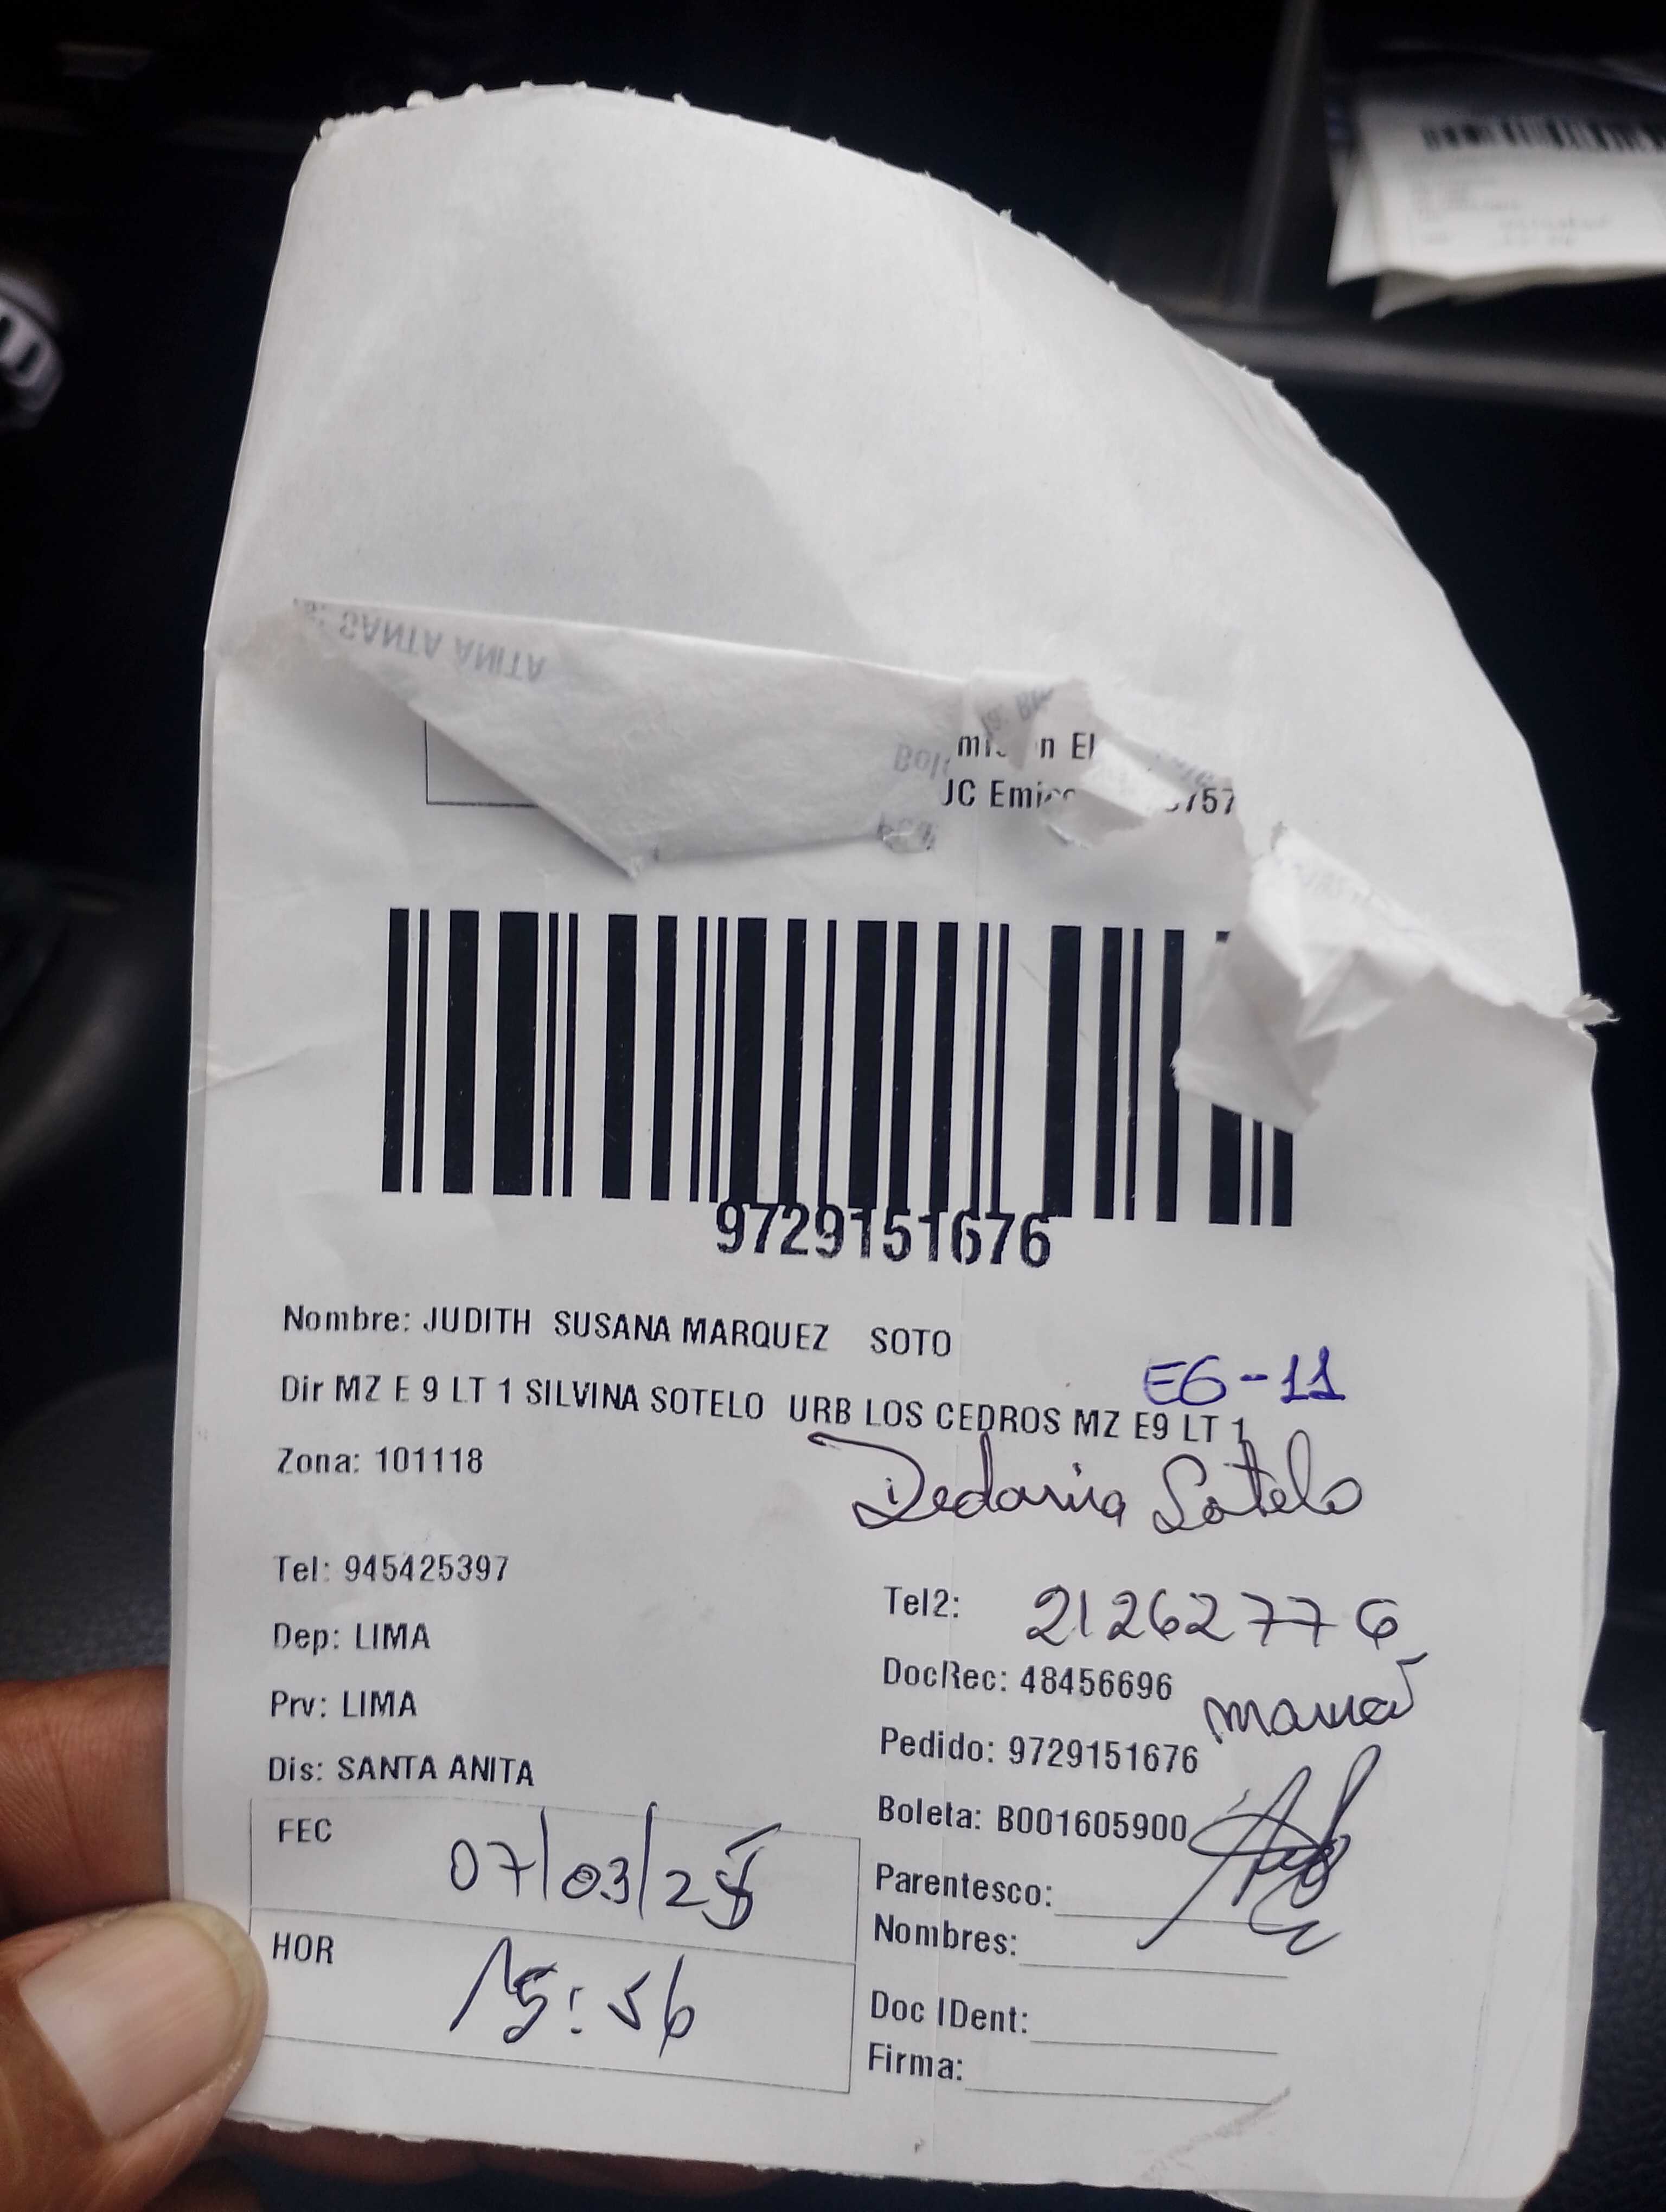 SANTA ANITA
n El
JC Emis 757
9729151676
Nombre: JUDITH SUSANA MARQUEZ SOTO
E6-11
Dir MZ E 9 LT 1 SILVINA SOTELO URB LOS CEDROS MZ E9 LT 1
Zona: 101118
Sotelo
Tel: 945425397
Tel2: 21262776
Dep: LIMA
DocRec: 48456696
mamá
Prv: LIMA
Pedido: 9729151676
Dis: SANTA ANITA
Boleta: B001605900
FEC 07/03/25
Parentesco:
Nombres:
HOR 15:56
Doc IDent:
Firma: